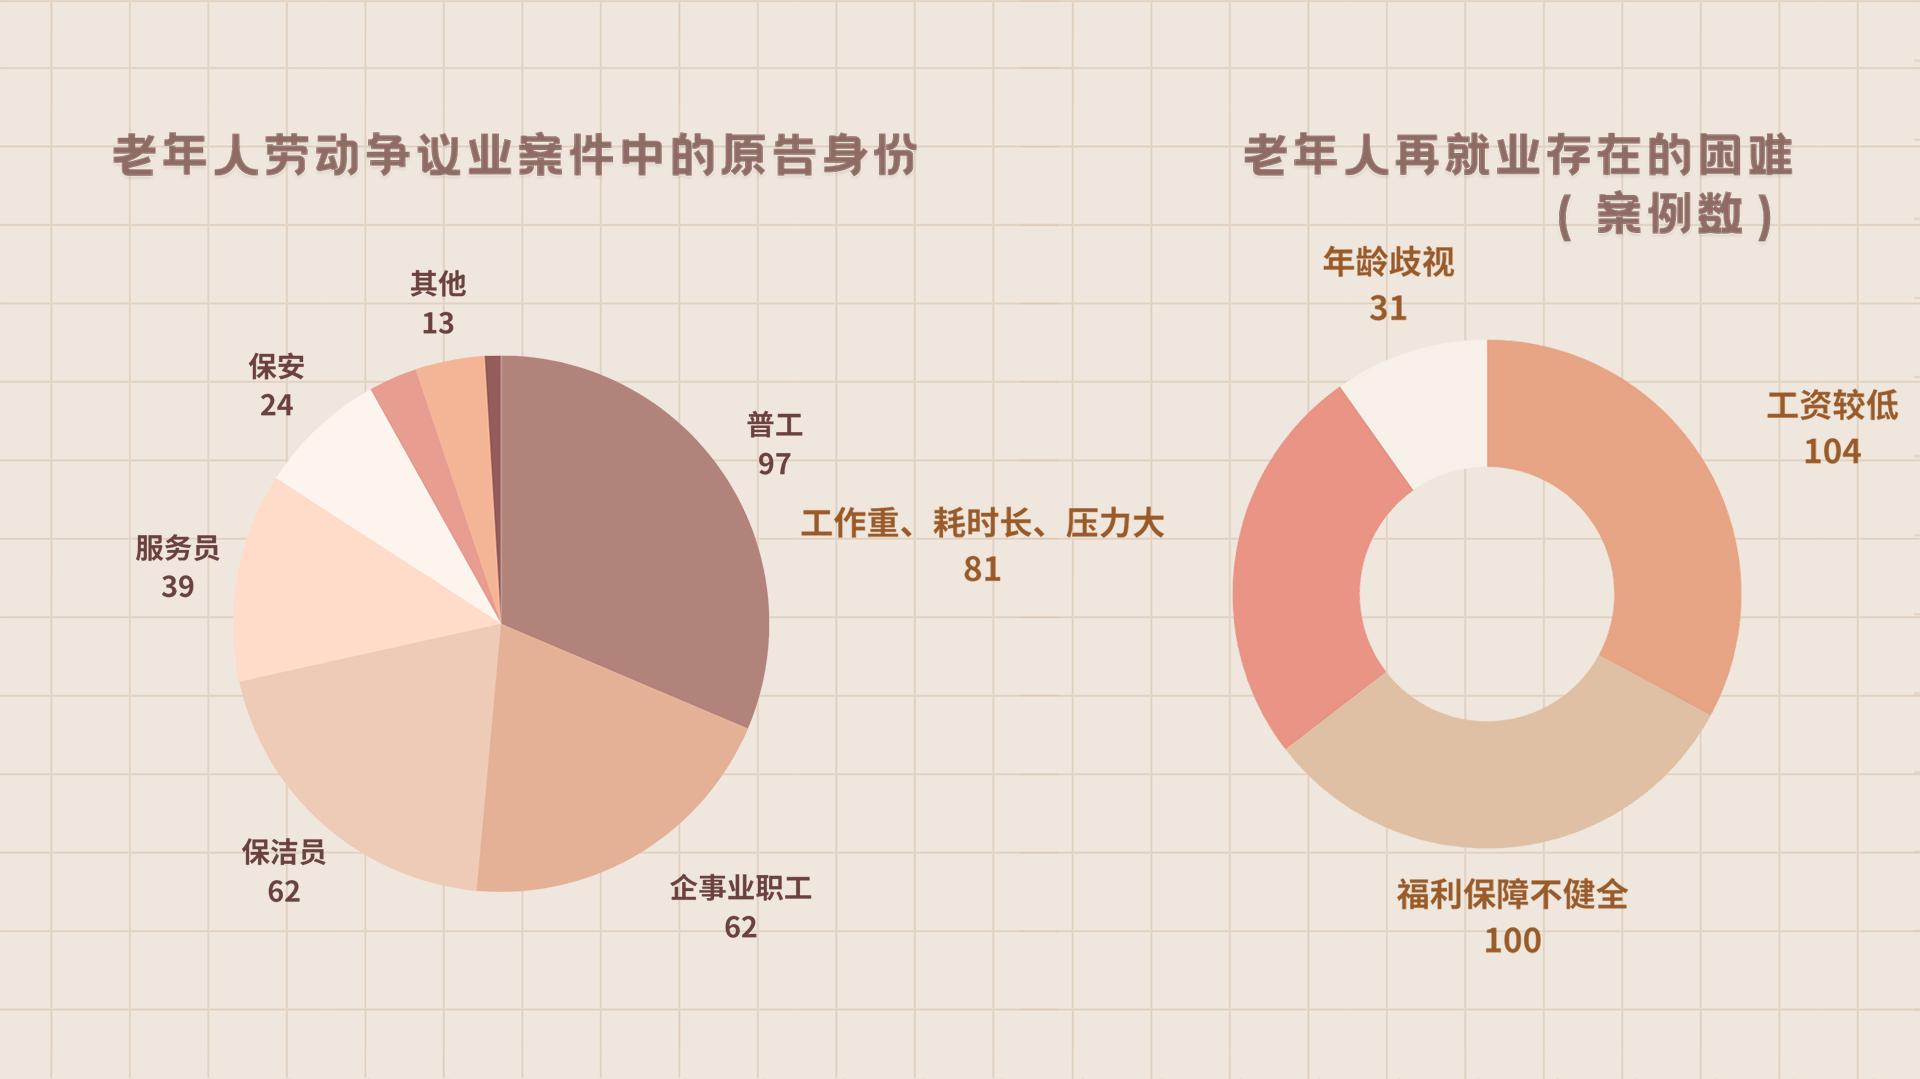 老年人劳动争议业案件中的原告身份
其他
13
保安
24
普工
97
服务员
39
保洁员
62
企事业职工
62
老年人再就业存在的困难
(案例数)
年龄歧视
31
工资较低
104
工作重、耗时长、压力大
81
福利保障不健全
100